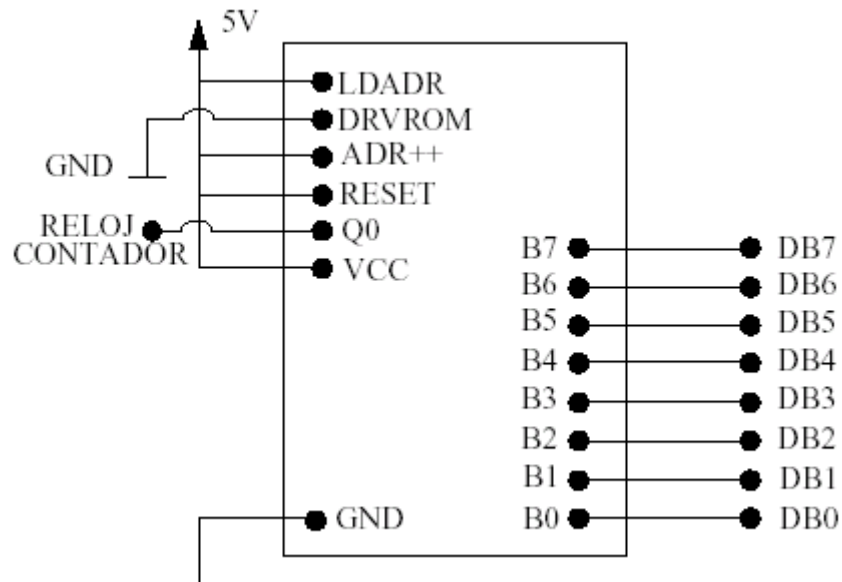 5V
LDADR
DRVROM
ADR++
GND
RESET
RELOJ
CONTADOR
Q0
VCC
B7 DB7
B6 DB6
B5 DB5
B4 DB4
B3 DB3
B2 DB2
B1 DB1
GND
B0 DB0